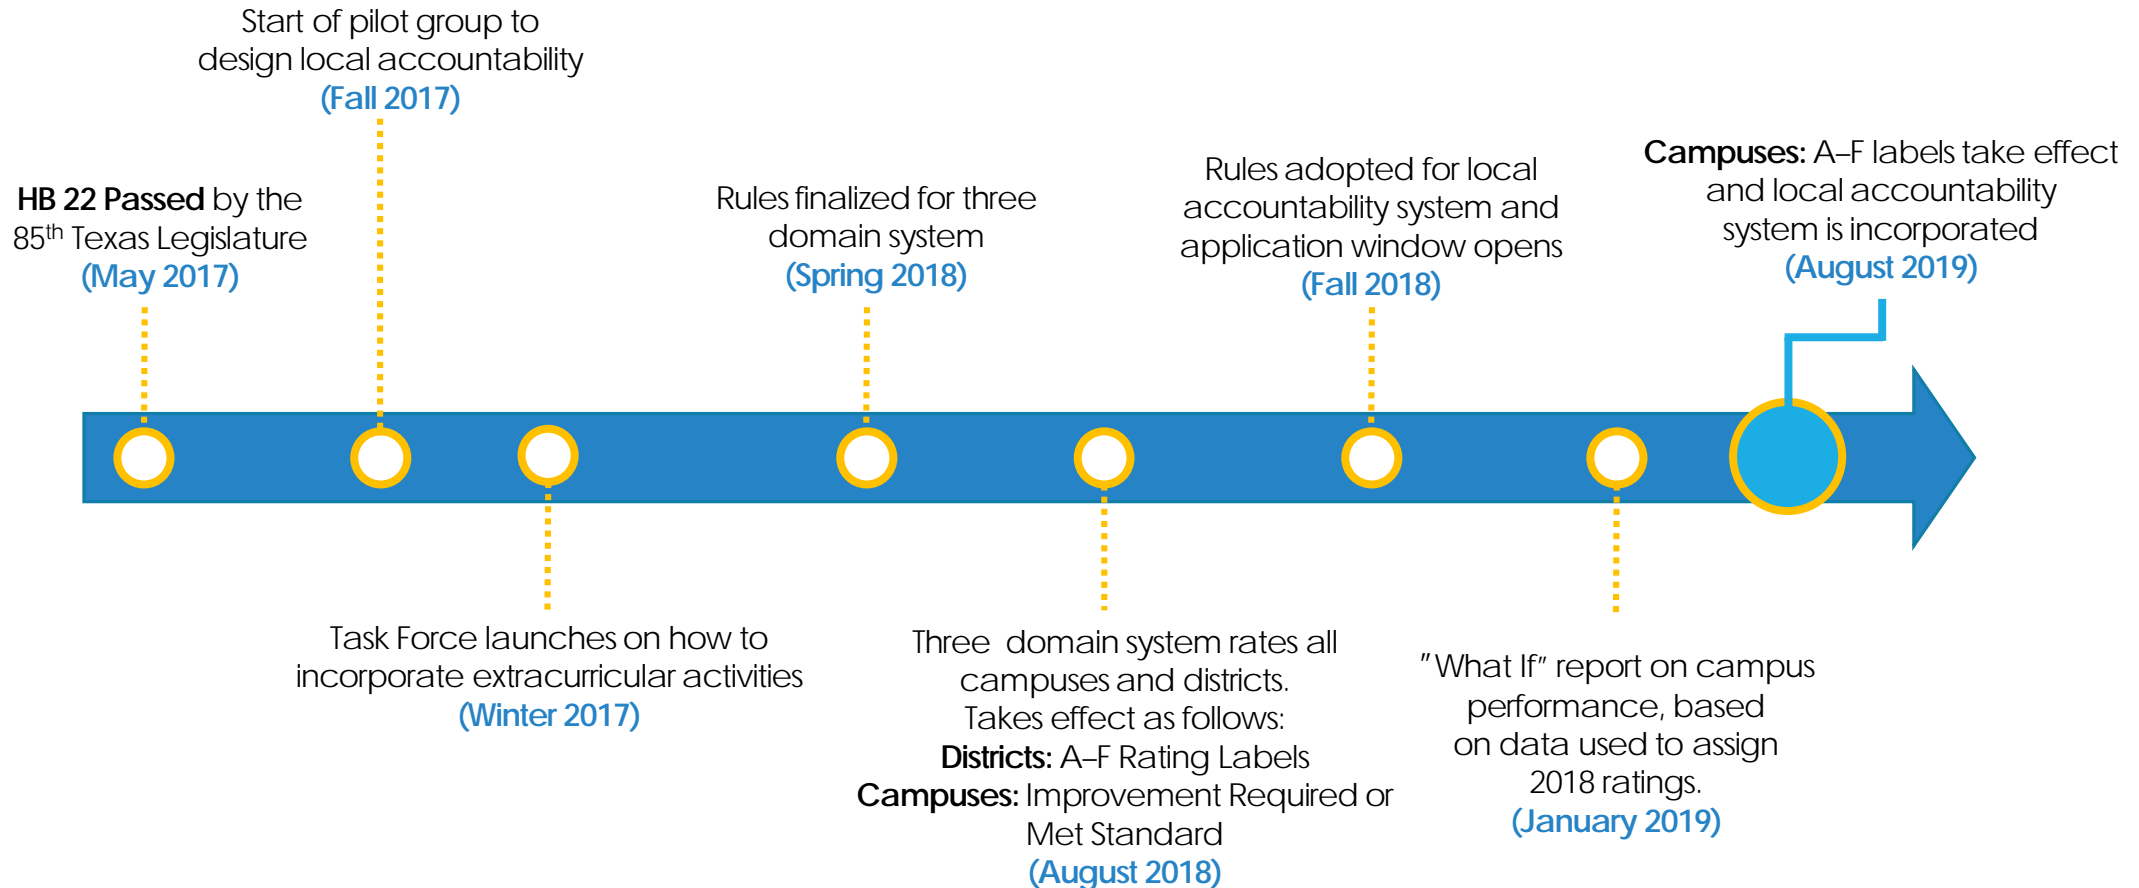 Start of pilot group to
design local accountability
(Fall 2017)
HB 22 Passed by the
85th Texas Legislature
(May 2017)
Rules finalized for three
domain system
(Spring 2018)
Rules adopted for local
accountability system and
application window opens
(Fall 2018)
Campuses: A–F labels take effect
and local accountability
system is incorporated
(August 2019)
Task Force launches on how to
incorporate extracurricular activities
(Winter 2017)
Three domain system rates all
campuses and districts.
Takes effect as follows:
Districts: A–F Rating Labels
Campuses: Improvement Required or
Met Standard
(August 2018)
"What If" report on campus
performance, based
on data used to assign
2018 ratings.
(January 2019)